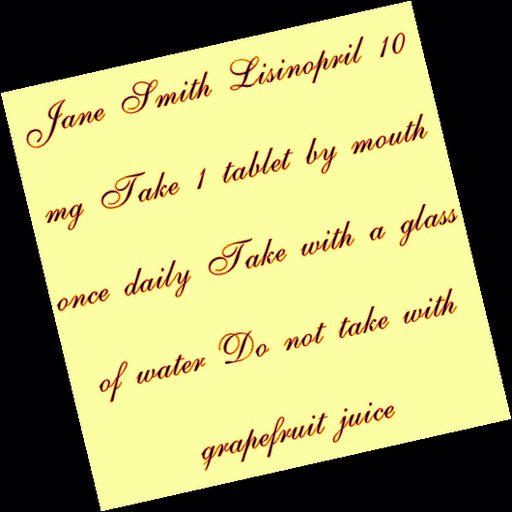 Jane Smith Lisinopril 10
mg Take 1 tablet by mouth
once daily Take with a glass
of water Do not take with
grapefruit juice